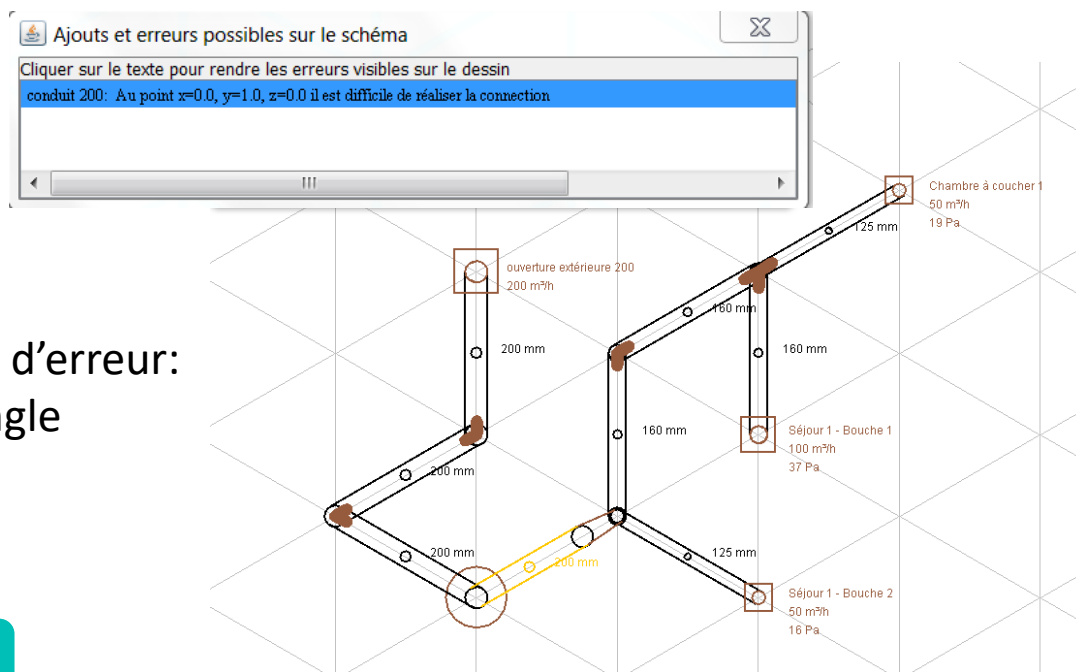 Ajouts et erreurs possibles sur le schéma
Cliquer sur le texte pour rendre les erreurs visibles sur le dessin
conduit 200: Au point x=0.0, y=1.0, z=0.0 il est difficile de réaliser la connection
Chambre à coucher 1
50 m³/h
19 Pa
125 mm
ouverture extérieure 200
200 m³/h
160 mm
d’erreur:
200 mm
160 mm
ngle
160 mm
Séjour 1 - Bouche 1
100 m³/h
37 Pa
200 mm
200 mm
200 mm
125 mm
Séjour 1 - Bouche 2
50 m³/h
16 Pa